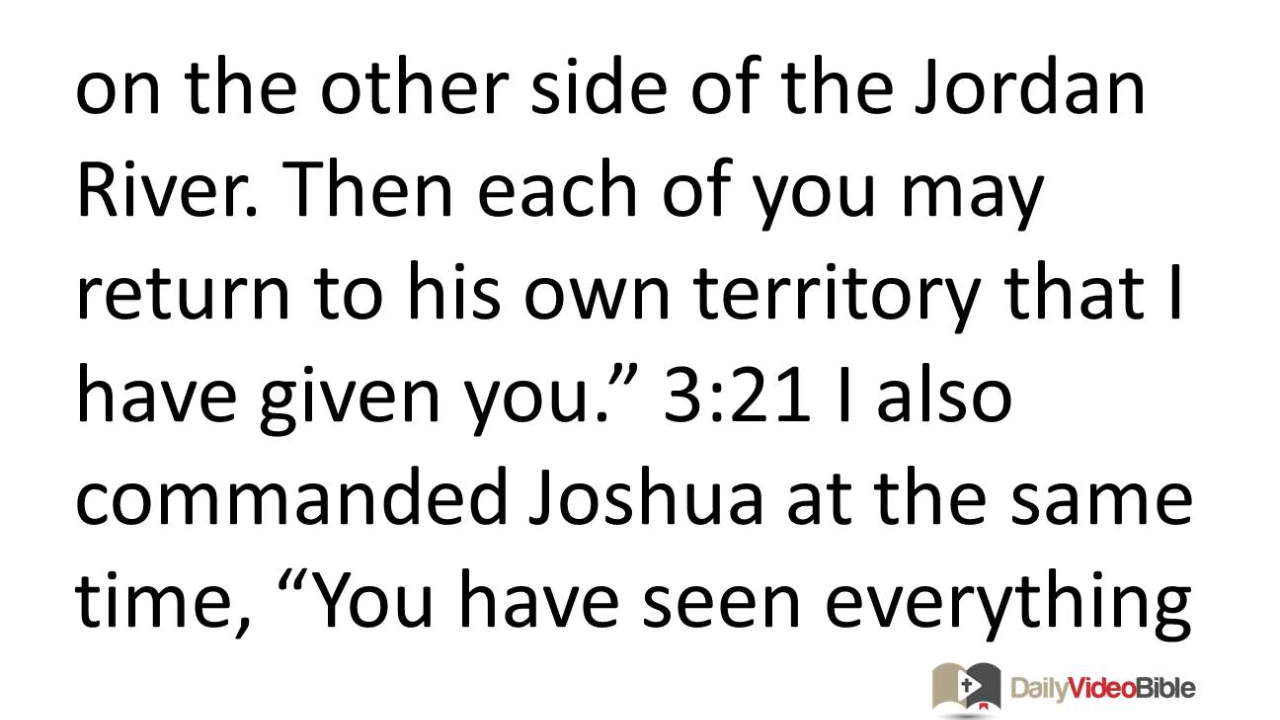 on the other side of the Jordan
River. Then each of you may
return to his own territory that I
have given you.” 3:21 I also
commanded Joshua at the same
time, “You have seen everything
DailyVideoBible